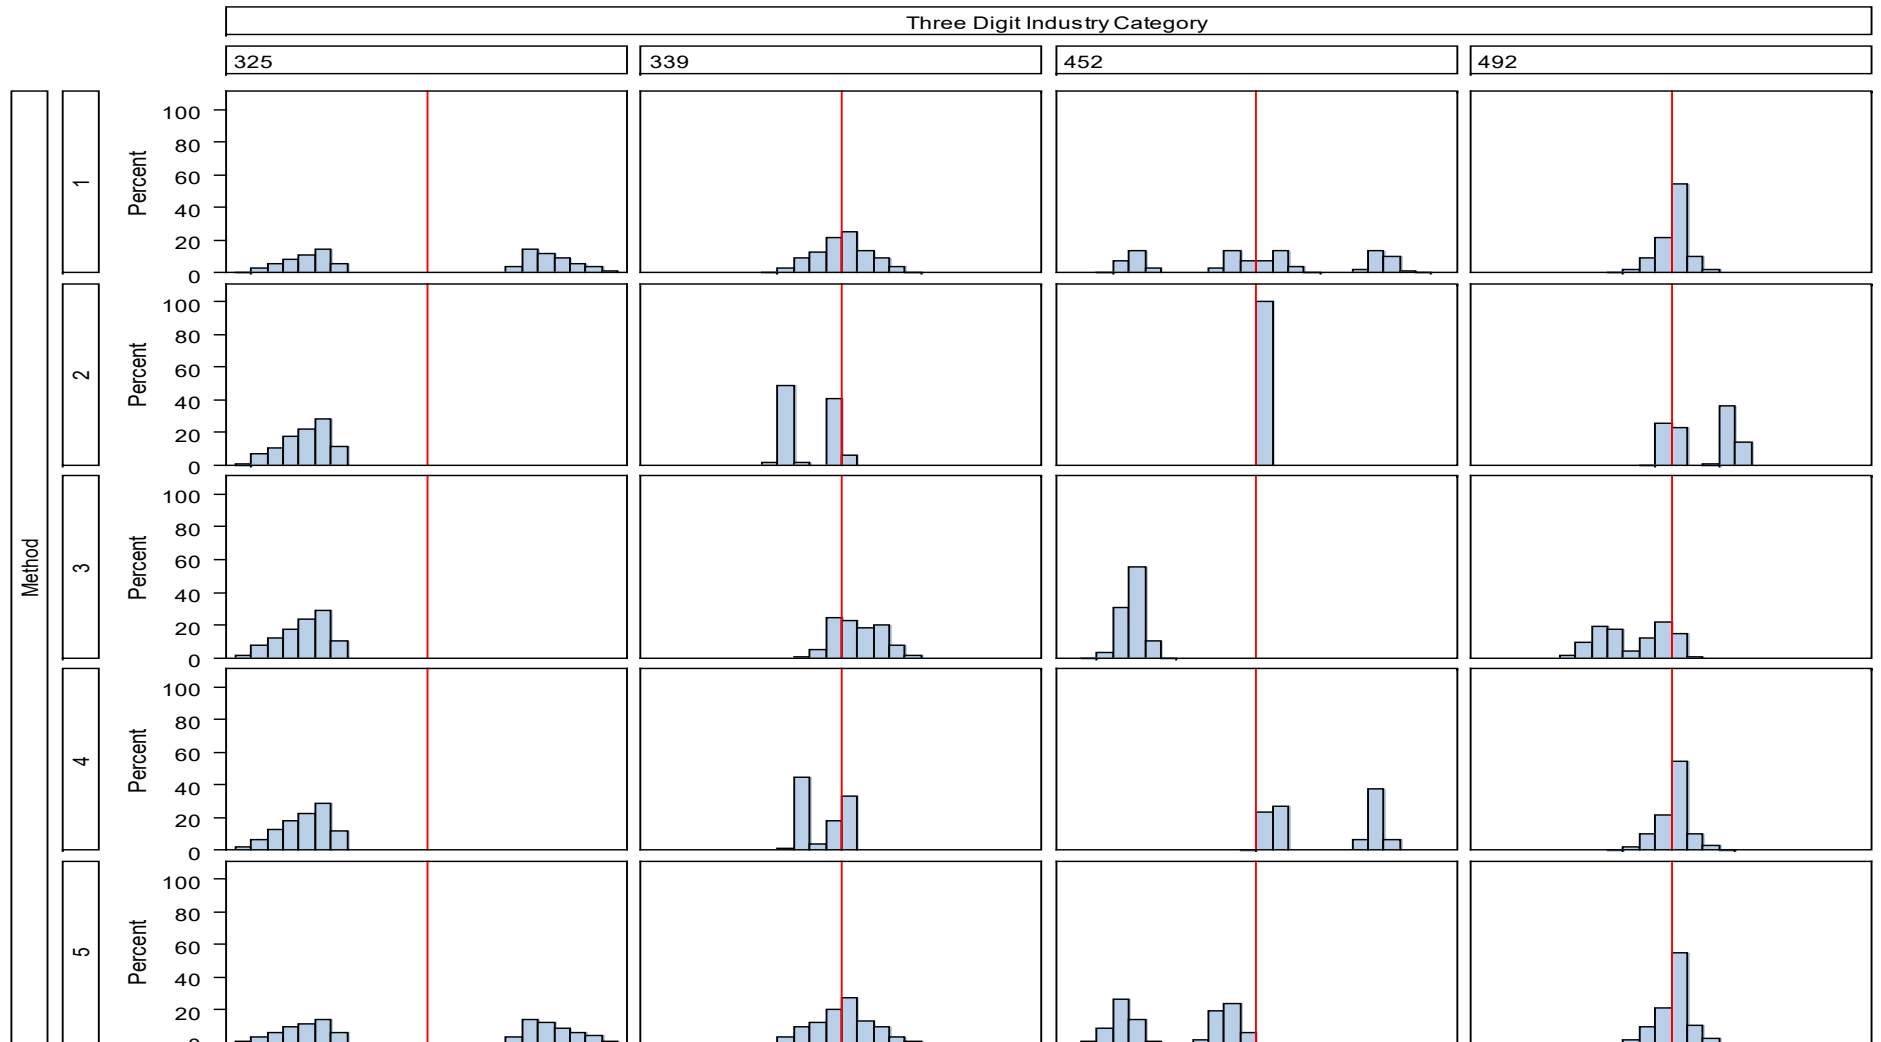 Three Digit Industry Category
325 339 452 492
Method
1 Percent 100 80 60 40 20 0
2 Percent 100 80 60 40 20 0
3 Percent 100 80 60 40 20 0
4 Percent 100 80 60 40 20 0
5 Percent 100 80 60 40 20 0